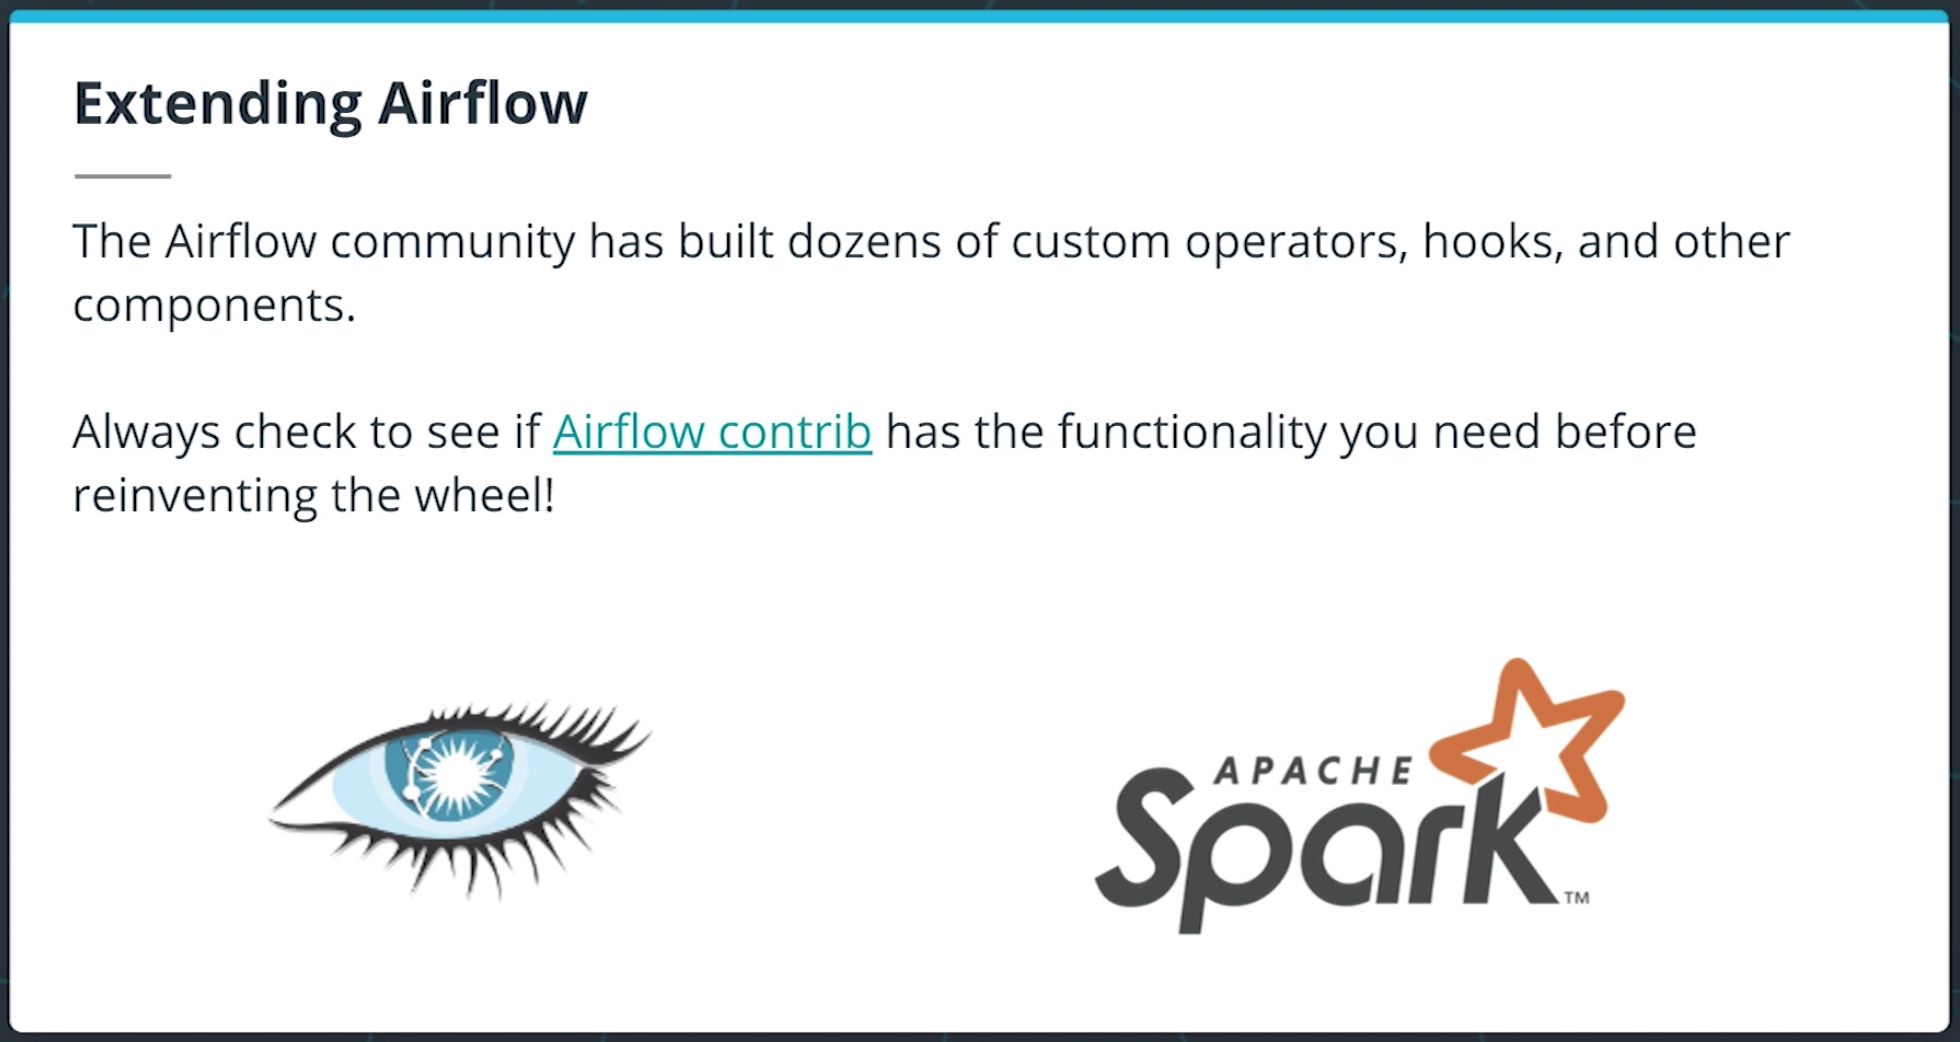 Extending Airflow
The Airflow community has built dozens of custom operators, hooks, and other
components.
Always check to see if Airflow contrib has the functionality you need before
reinventing the wheel!
APACHE
Spark™